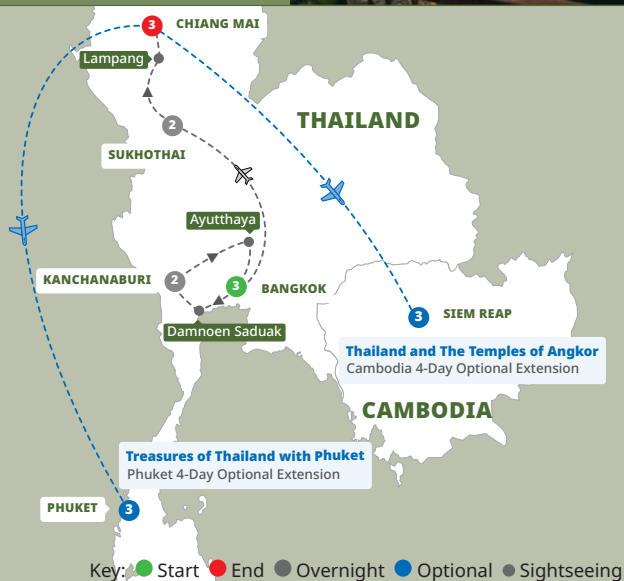 3 CHIANG MAI
Lampang
THAILAND
2
SUKHOTHAI
Ayutthaya
KANCHANABURI 2
3 BANGKOK
3 SIEM REAP
Damnoen Saduak
Thailand and The Temples of Angkor
Cambodia 4-Day Optional Extension
CAMBODIA
Treasures of Thailand with Phuket
Phuket 4-Day Optional Extension
PHUKET 3
Key: Start End Overnight Optional Sightseeing